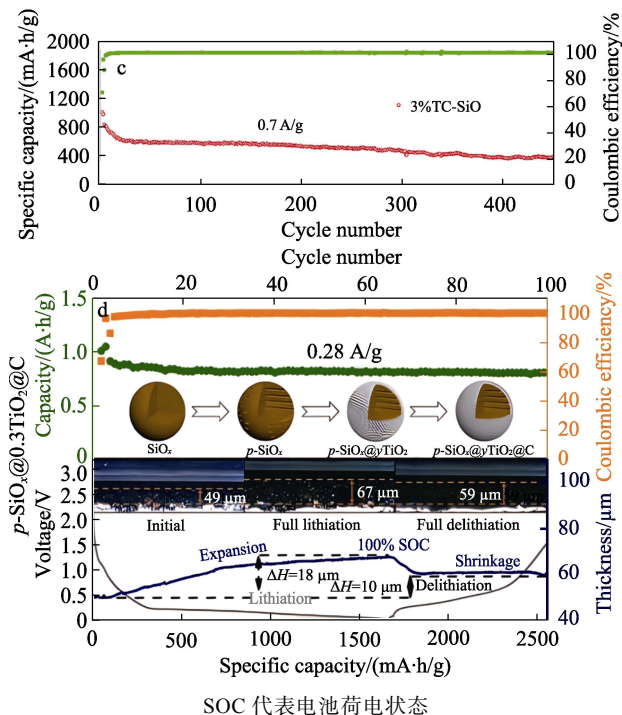 2000
1600
1200
800
400
0
Specific capacity/(mA·h/g)
c
0.7 A/g
3%TC-SiO
100
80
60
40
20
0
Coulombic efficiency/%
0 100 200 300 400
Cycle number
Cycle number
0 20 40 60 80 100
1.5
1.0
0.5
0
Capacity/(A·h/g)
d
0.28 A/g
100
80
60
40
20
0
Coulombic efficiency/%
SiOₓ
p-SiOₓ
p-SiOₓ@yTiO₂
p-SiOₓ@yTiO₂@C
p-SiOₓ@0.3TiO₂@C
Voltage/V
3.0
2.5
2.0
1.5
1.0
0.5
0
49 μm
67 μm
59 μm
Initial
Full lithiation
Full delithiation
Expansion
100% SOC
Shrinkage
ΔH=18 μm
ΔH=10 μm
Delithiation
Lithiation
100
80
60
40
Thickness/μm
0 500 1000 1500 2000 2500
Specific capacity/(mA·h/g)
SOC 代表电池荷电状态